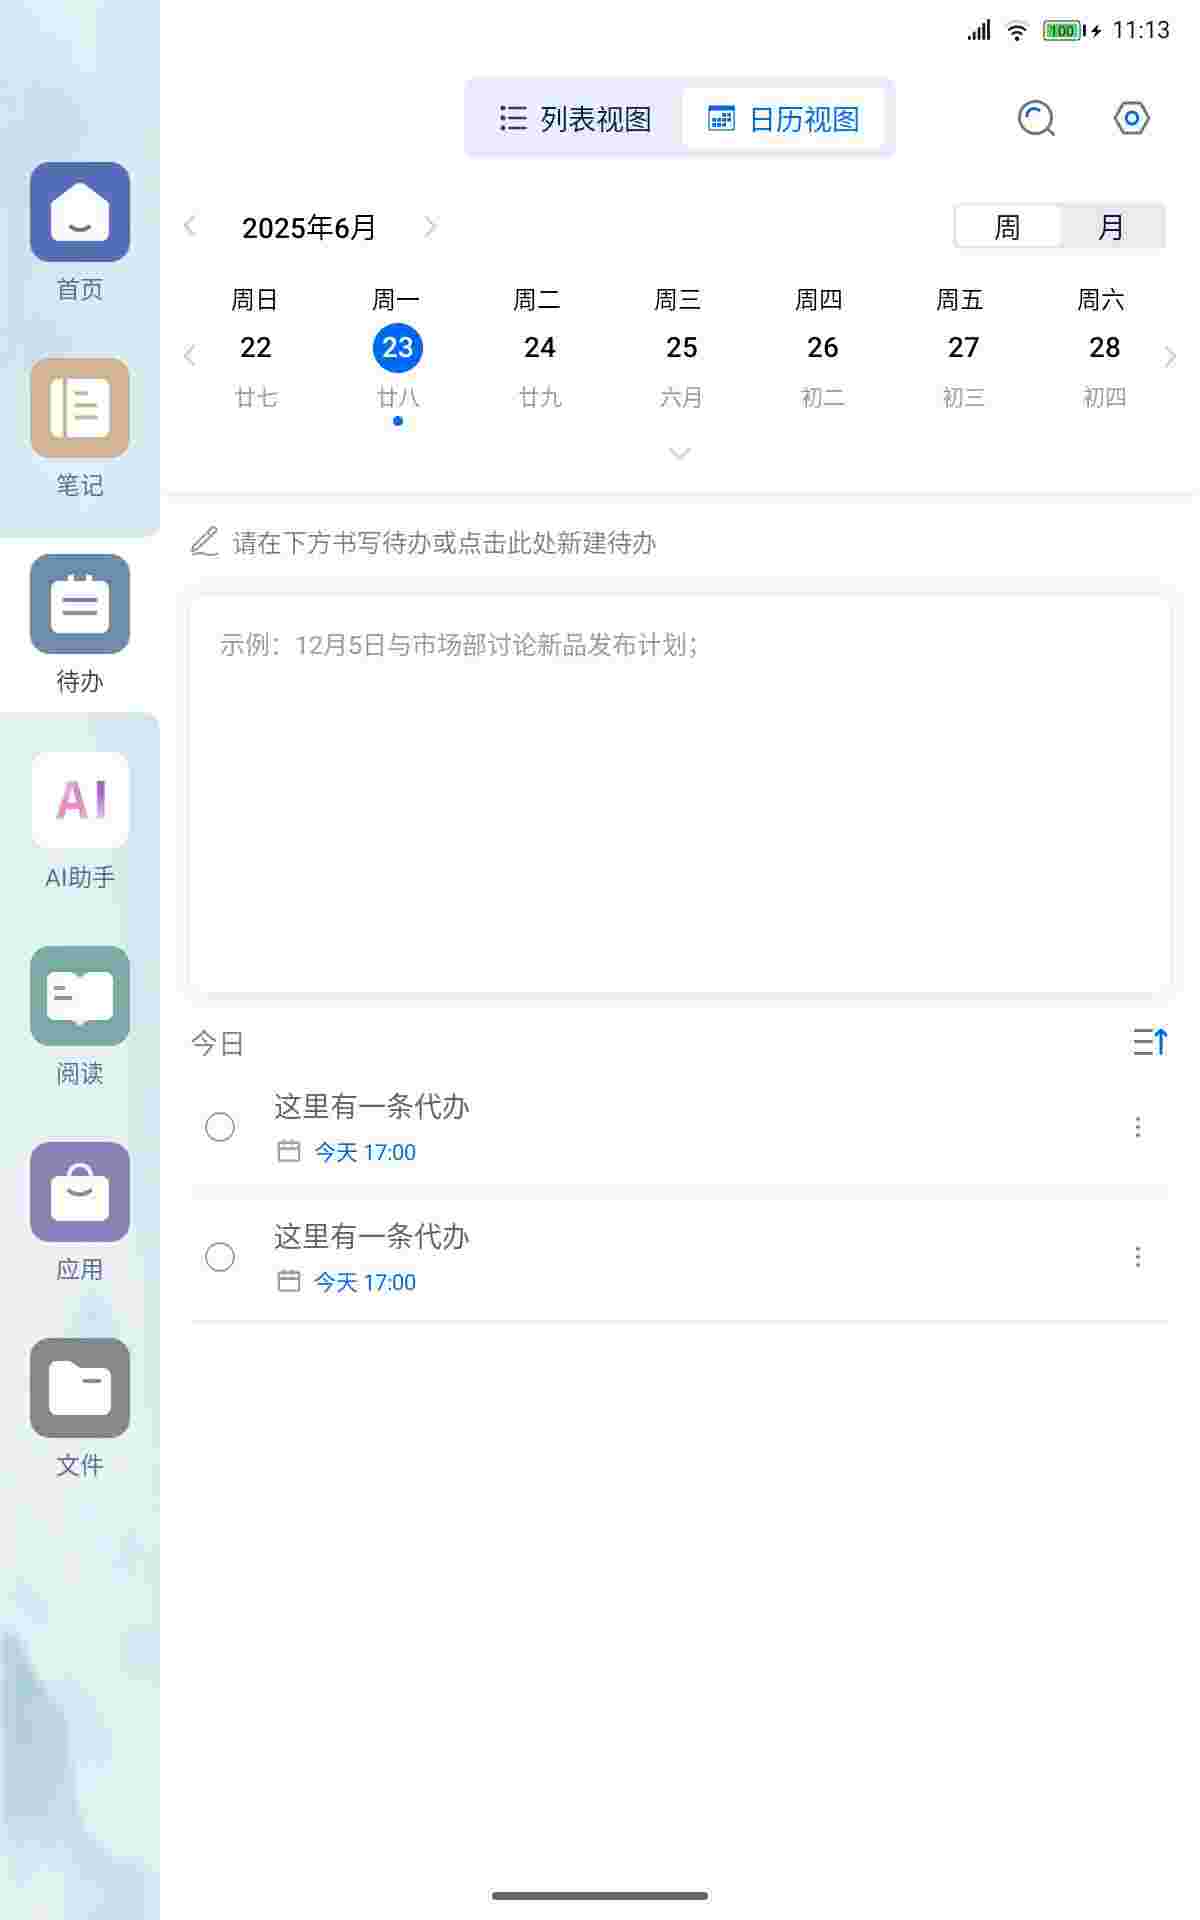 100 11:13
列表视图 日历视图
2025年6月 周 月
周日 周一 周二 周三 周四 周五 周六
22 23 24 25 26 27 28
廿七 廿八 廿九 六月 初二 初三 初四
请在下方书写待办或点击此处新建待办
示例：12月5日与市场部讨论新品发布计划；
今日
这里有一条代办
今天 17:00
这里有一条代办
今天 17:00
首页
笔记
待办
AI
AI助手
阅读
应用
文件